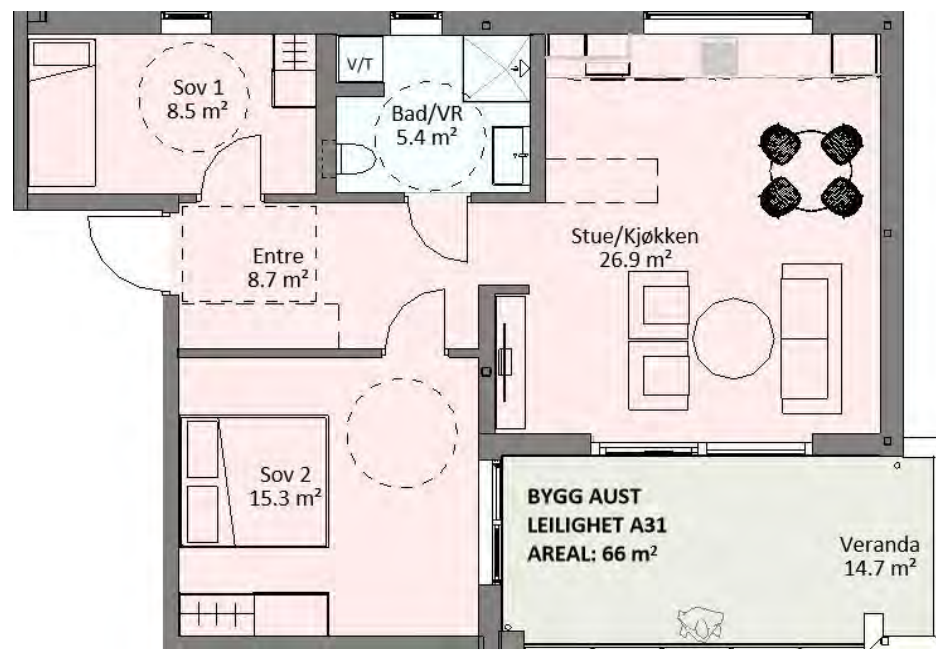 Sov 1
8.5 m²
V/T
Bad/VR
5.4 m²
Stue/Kjøkken
26.9 m²
Entre
8.7 m²
Sov 2
15.3 m²
BYGG AUST
LEILIGHET A31
AREAL: 66 m²
Veranda
14.7 m²